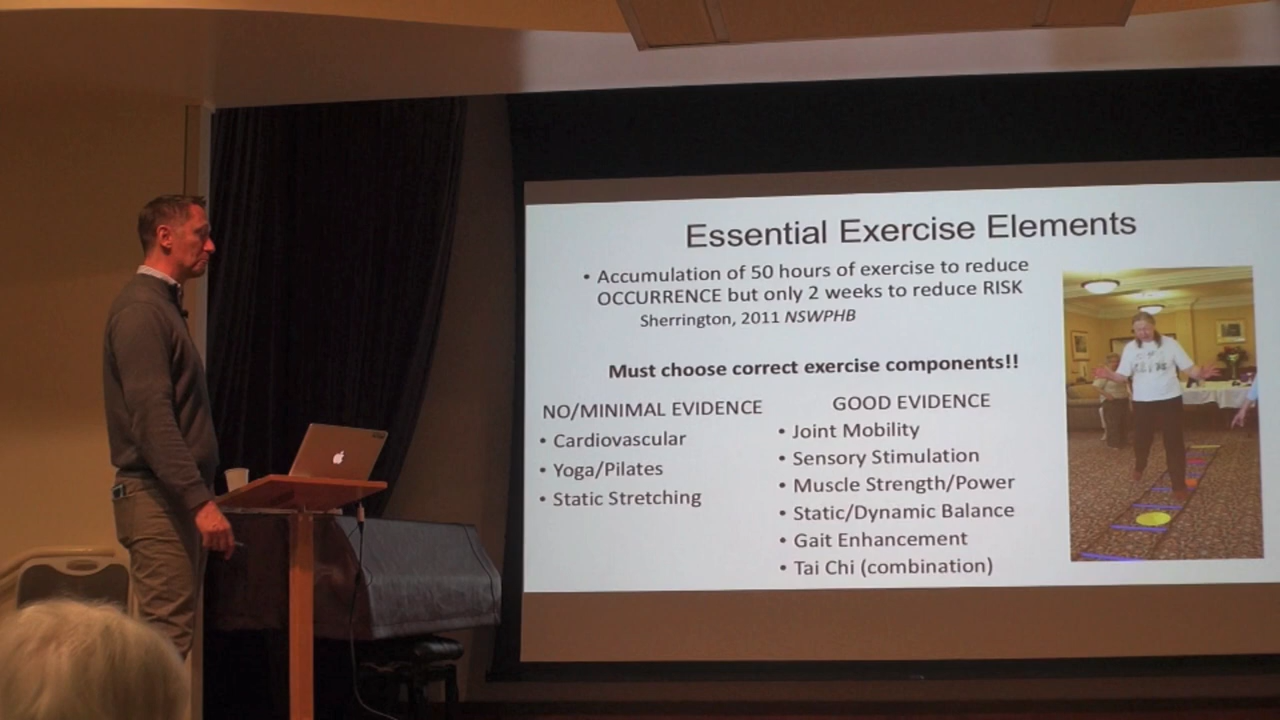 Essential Exercise Elements
• Accumulation of 50 hours of exercise to reduce
OCCURRENCE but only 2 weeks to reduce RISK
Sherrington, 2011 NSWPHB
Must choose correct exercise components!!
NO/MINIMAL EVIDENCE
• Cardiovascular
• Yoga/Pilates
• Static Stretching
GOOD EVIDENCE
• Joint Mobility
• Sensory Stimulation
• Muscle Strength/Power
• Static/Dynamic Balance
• Gait Enhancement
• Tai Chi (combination)